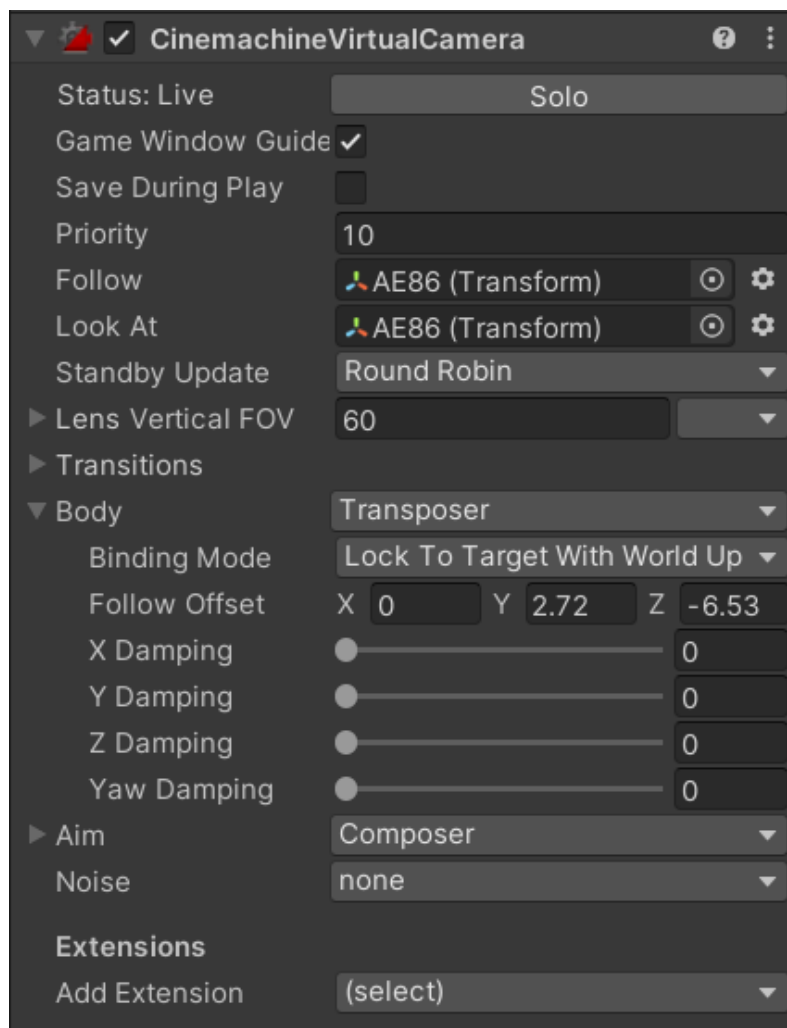 CinemachineVirtualCamera
Status: Live Solo
Game Window Guide
Save During Play
Priority 10
Follow AE86 (Transform)
Look At AE86 (Transform)
Standby Update Round Robin
Lens Vertical FOV 60
Transitions
Body Transposer
Binding Mode Lock To Target With World Up
Follow Offset X 0 Y 2.72 Z -6.53
X Damping 0
Y Damping 0
Z Damping 0
Yaw Damping 0
Aim Composer
Noise none
Extensions
Add Extension (select)